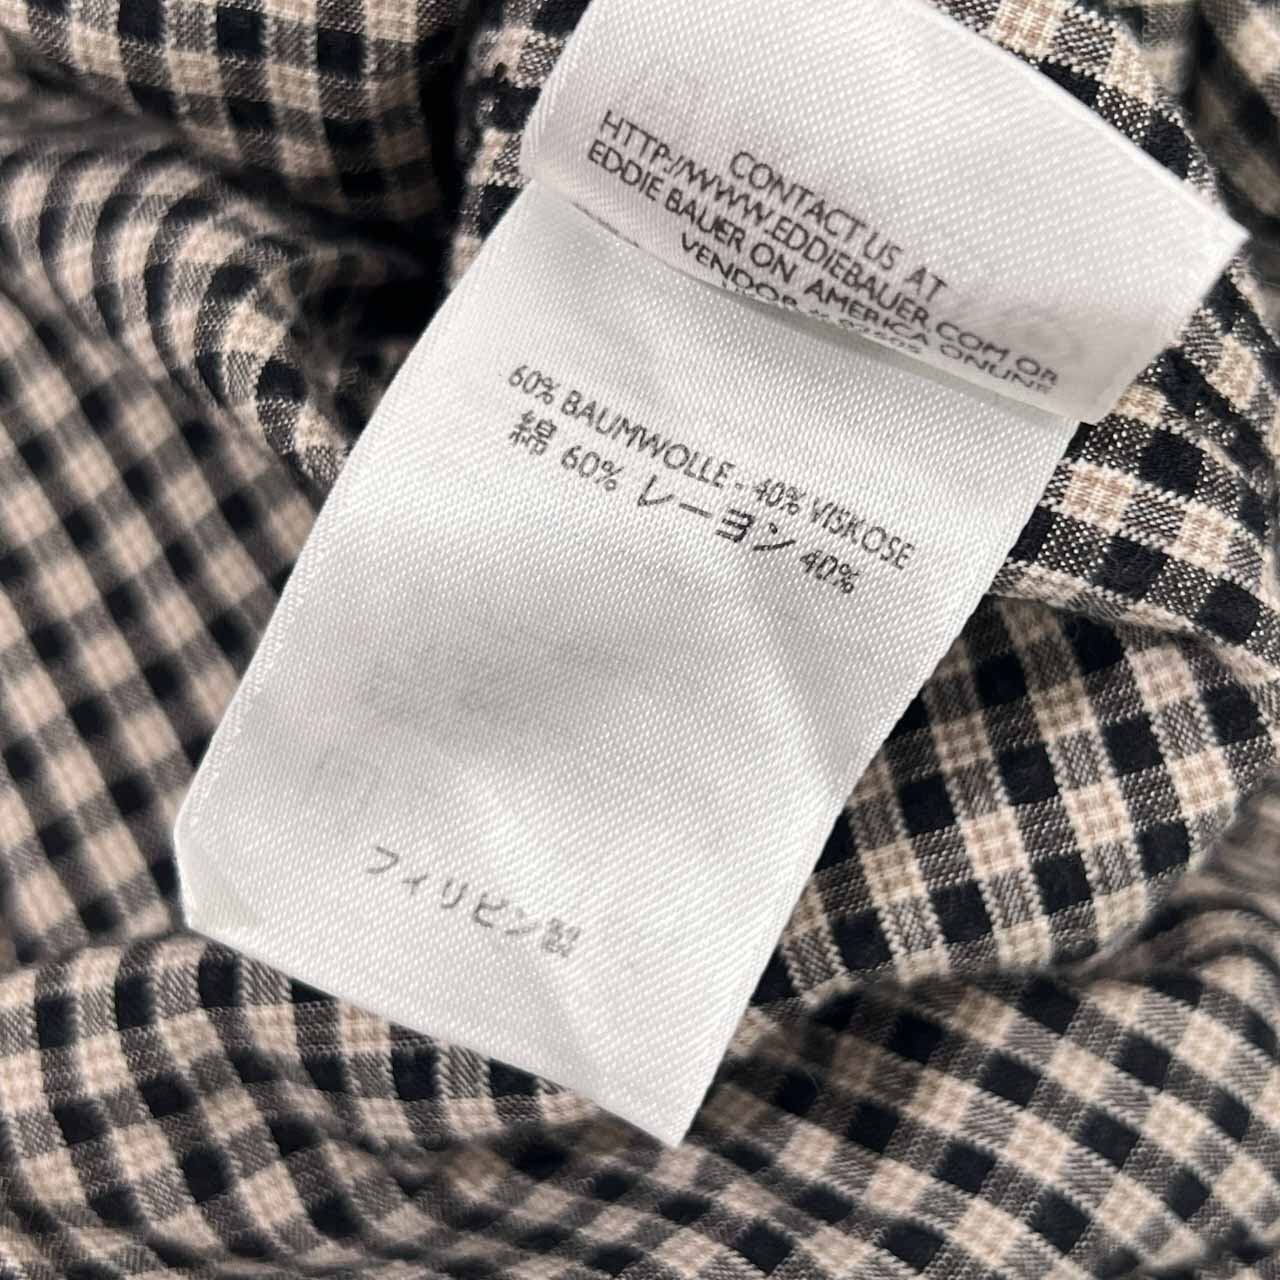 CONTACT US AT
HTTP://WWW.EDDIEBAUER.COM OR
EDDIE BAUER ON AMERICA ONLINE
VENDOR #
60% BAUMWOLLE - 40% VISKOSE
綿 60% レーヨン 40%
フィリピン製